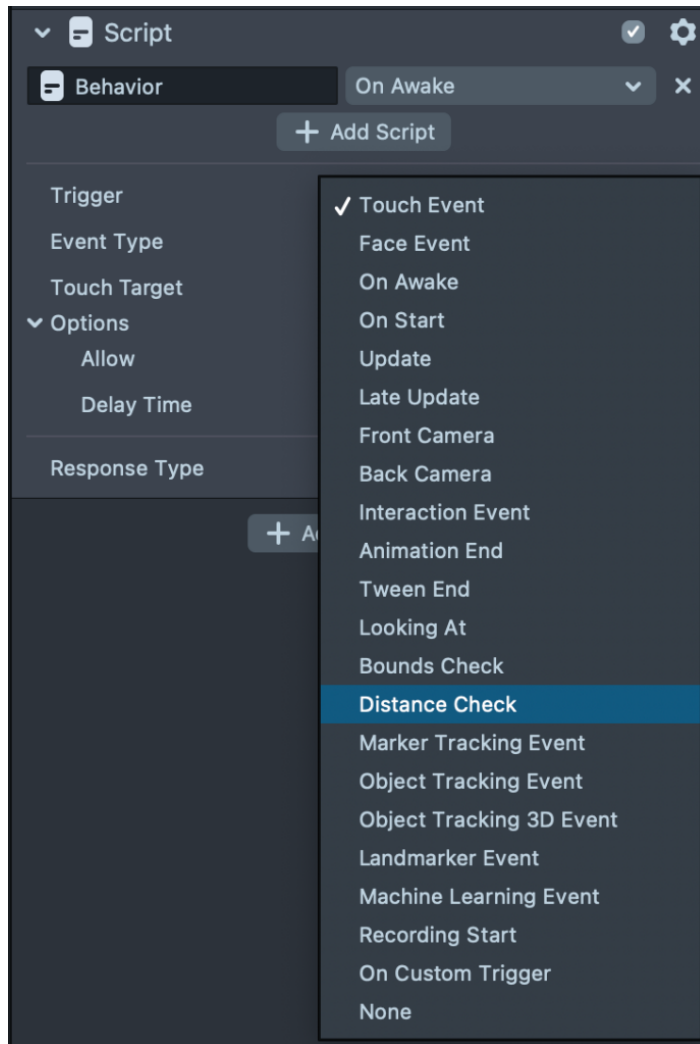 Script
Behavior On Awake
+ Add Script
Trigger
Event Type
Touch Target
Options
Allow
Delay Time
Response Type
✓ Touch Event
Face Event
On Awake
On Start
Update
Late Update
Front Camera
Back Camera
Interaction Event
Animation End
Tween End
Looking At
Bounds Check
Distance Check
Marker Tracking Event
Object Tracking Event
Object Tracking 3D Event
Landmarker Event
Machine Learning Event
Recording Start
On Custom Trigger
None